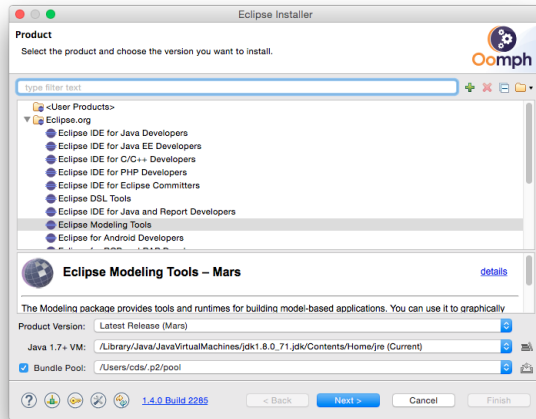 Eclipse Installer
Product
Select the product and choose the version you want to install.
Oomph
type filter text
<User Products>
Eclipse.org
Eclipse IDE for Java Developers
Eclipse IDE for Java EE Developers
Eclipse IDE for C/C++ Developers
Eclipse IDE for PHP Developers
Eclipse IDE for Eclipse Committers
Eclipse DSL Tools
Eclipse IDE for Java and Report Developers
Eclipse Modeling Tools
Eclipse for Android Developers
Eclipse Modeling Tools – Mars
details
The Modeling package provides tools and runtimes for building model-based applications. You can use it to graphically
Product Version: Latest Release (Mars)
Java 1.7+ VM: /Library/Java/JavaVirtualMachines/jdk1.8.0_71.jdk/Contents/Home/jre (Current)
Bundle Pool: /Users/cds/.p2/pool
1.4.0 Build 2285
< Back
Next >
Cancel
Finish